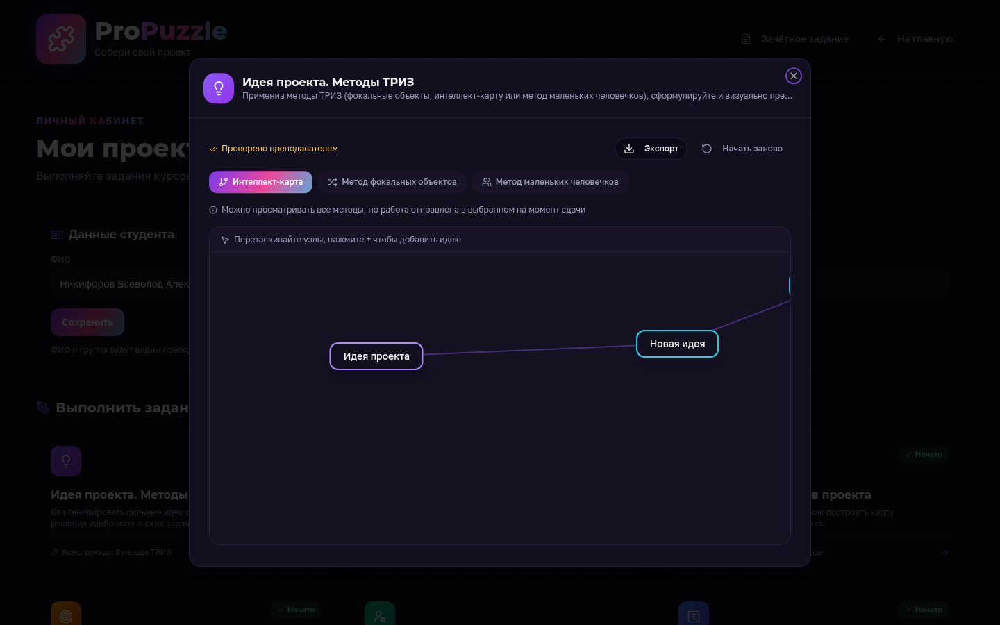 ProPuzzle
Собери свой проект
Зачётное задание
На главную
Идея проекта. Методы ТРИЗ
Применив методы ТРИЗ (фокальные объекты, интеллект-карту или метод маленьких человечков), сформулируйте и визуально пре...
ЛИЧНЫЙ КАБИНЕТ
Мои проект
Выполняйте задания курсов
Проверено преподавателем
Экспорт
Начать заново
Интеллект-карта
Метод фокальных объектов
Метод маленьких человечков
Можно просматривать все методы, но работа отправлена в выбранном на момент сдачи
Данные студента
ФИО
Никифоров Всеволод Алек
Сохранить
ФИО и группа будут видны препод
Перетаскивайте узлы, нажмите + чтобы добавить идею
Идея проекта
Новая идея
Выполнить задан
Начато
Идея проекта. Методы
Как генерировать сильные идеи с
решения изобретательских задач
Конструктор: 3 метода ТРИЗ
в проекта
как построить карту
кта.
ров
Начато
Начато